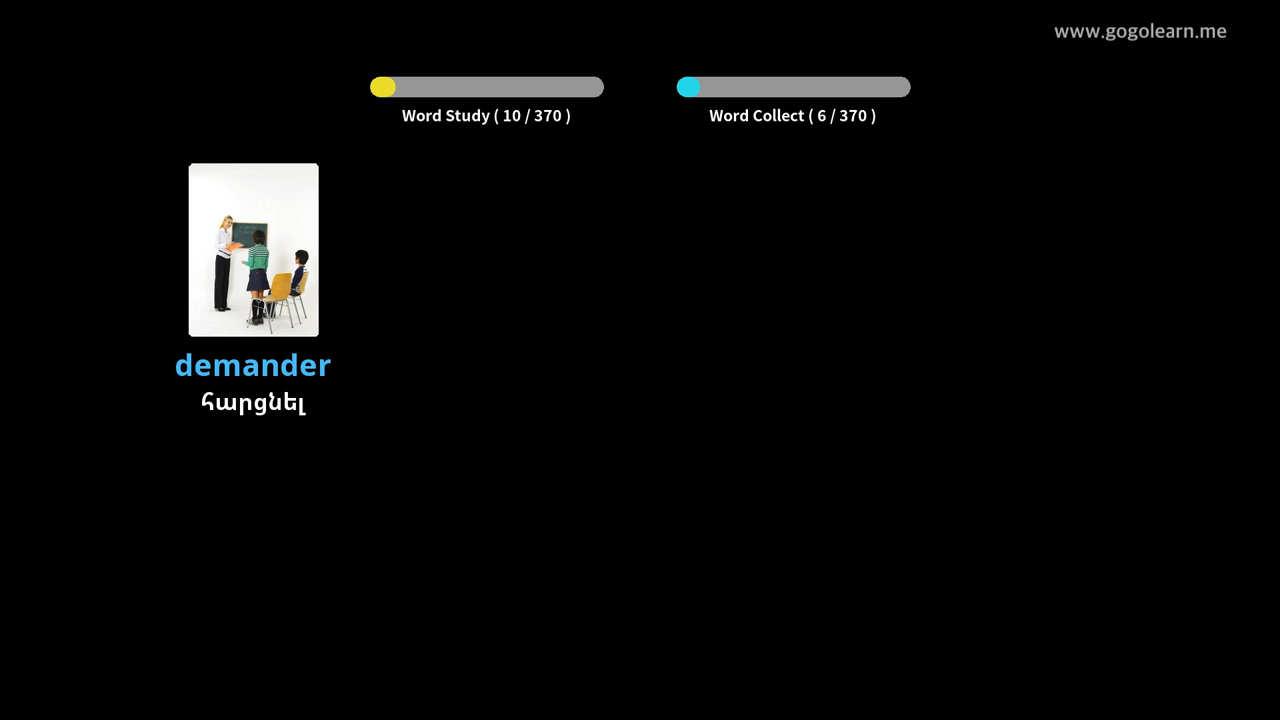 www.gogolearn.me
Word Study ( 10 / 370 )
Word Collect ( 6 / 370 )
demander
հարցնել